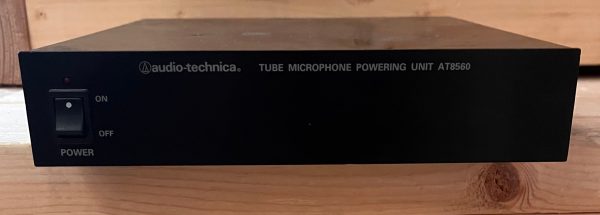 audio-technica® TUBE MICROPHONE POWERING UNIT AT8560
ON
OFF
POWER